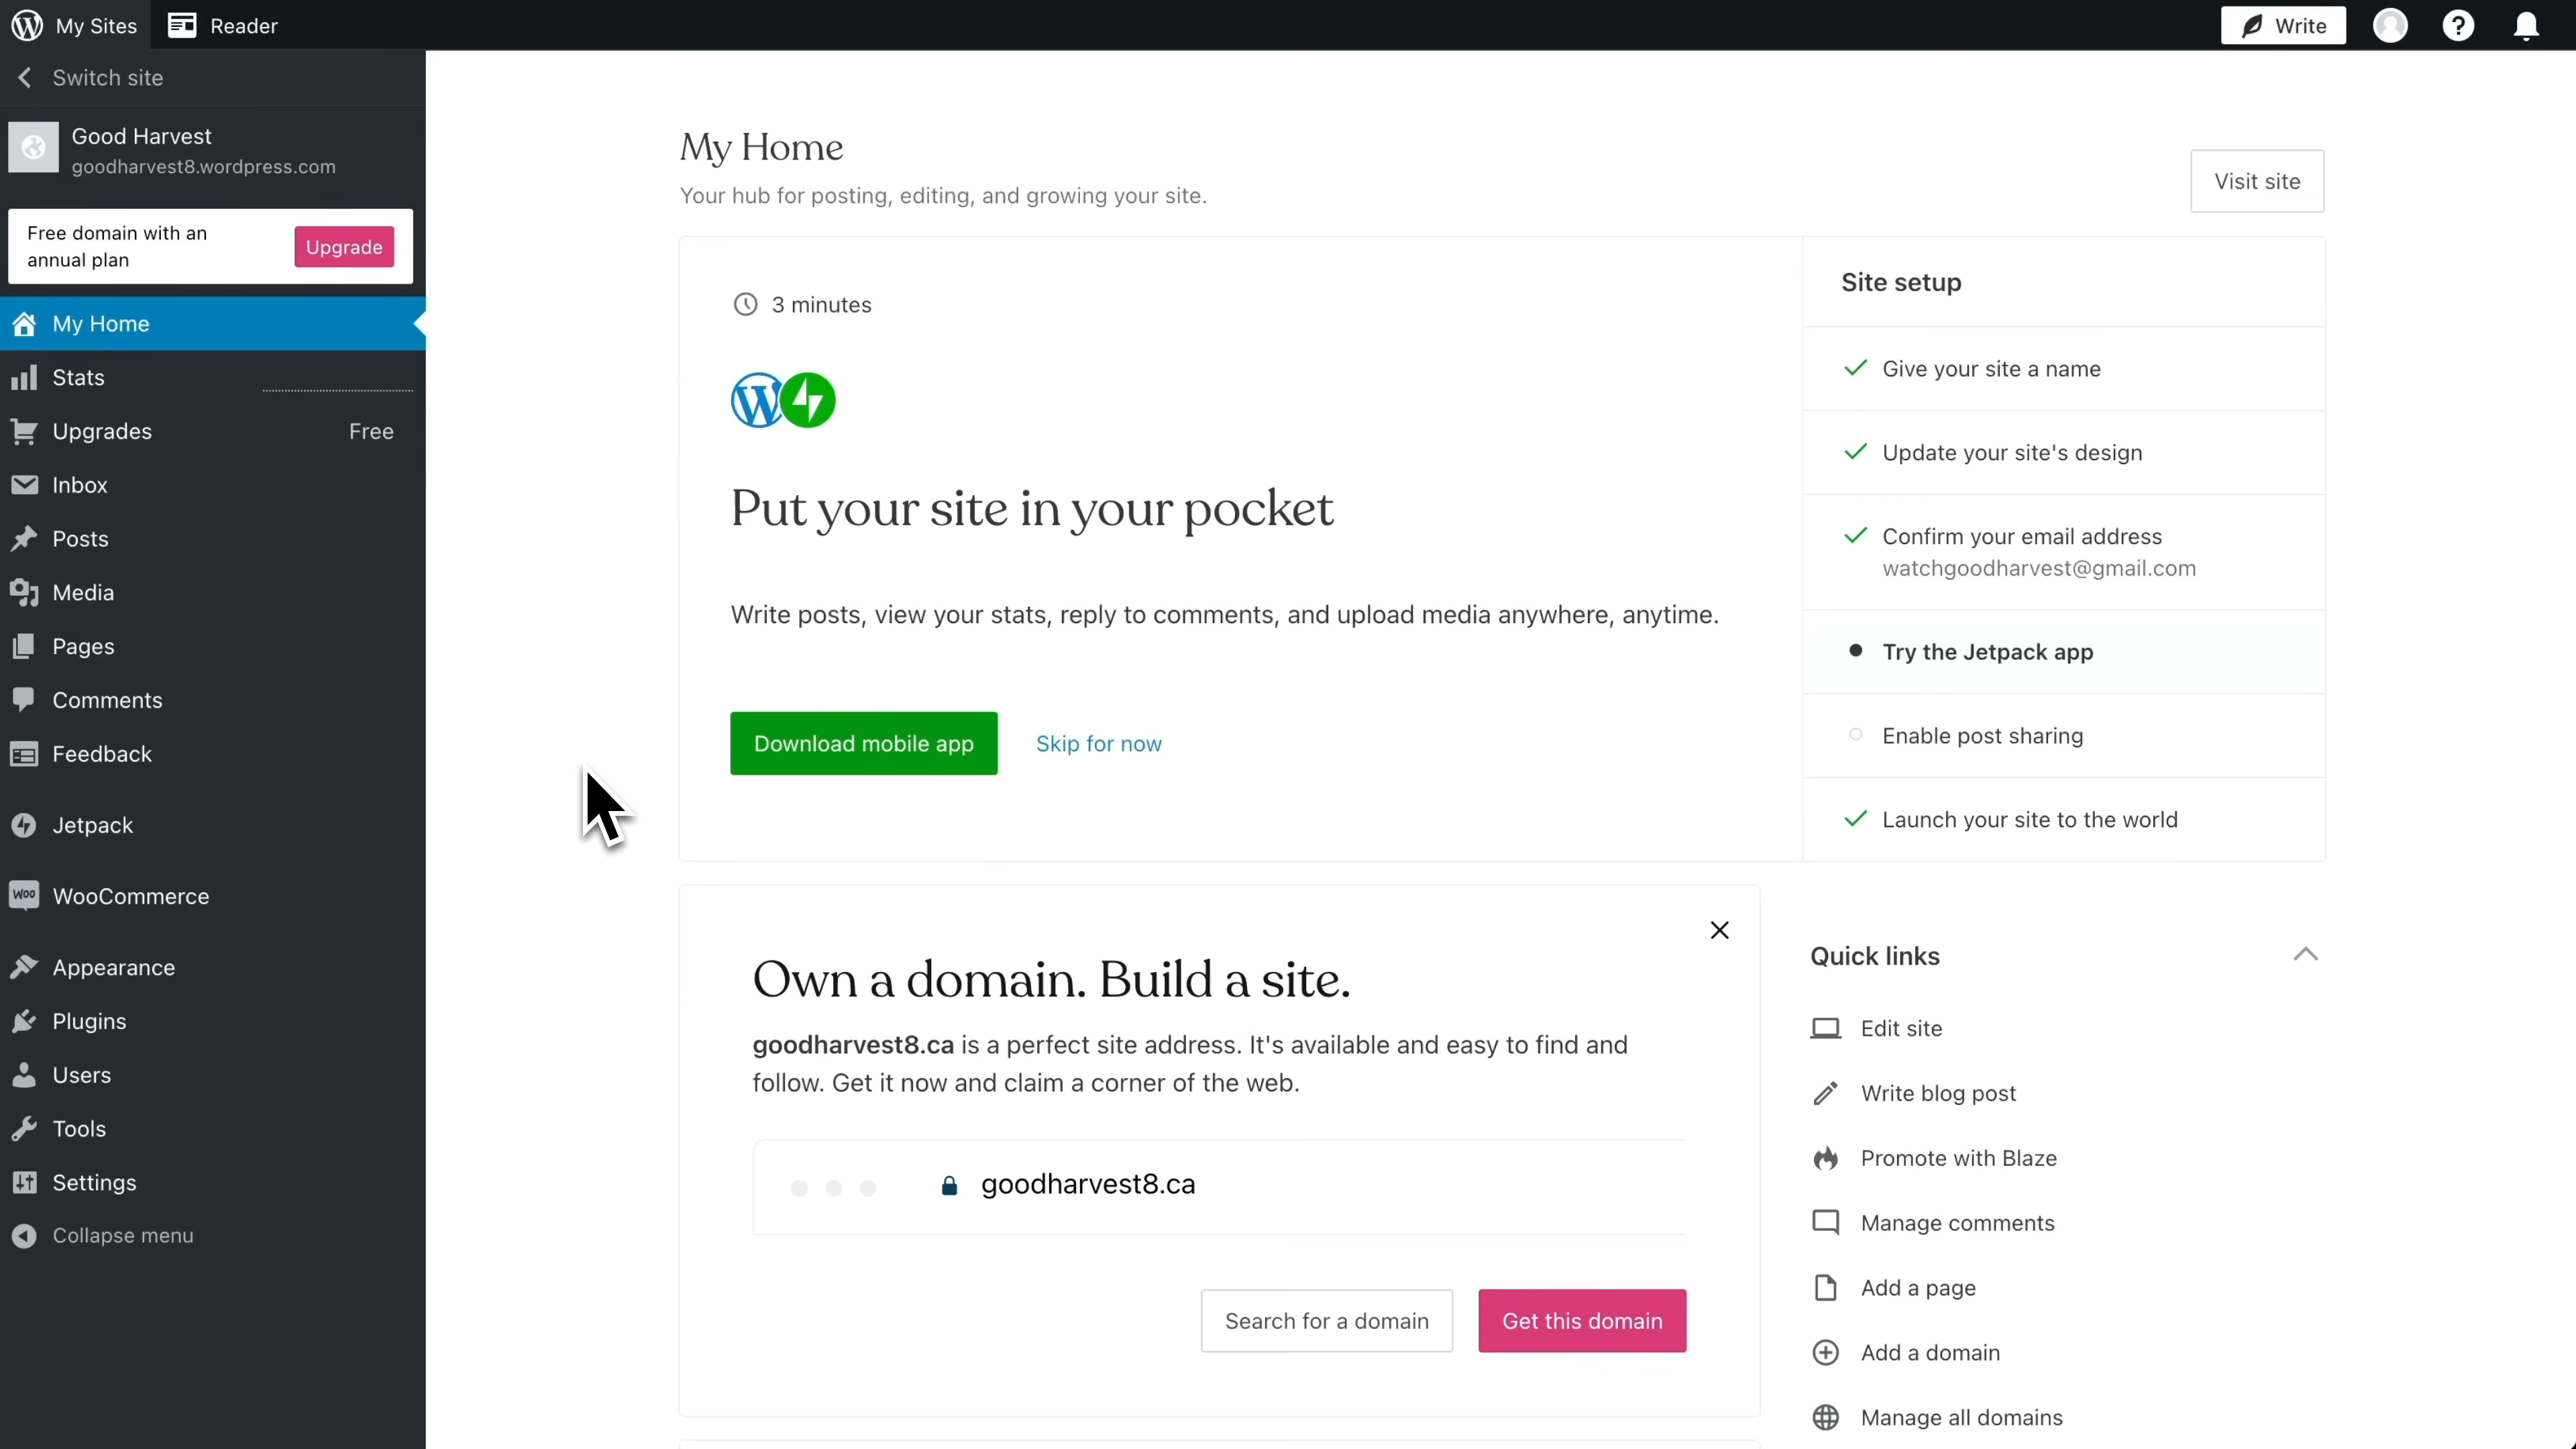 My Sites
Reader
Write
Switch site
Good Harvest
goodharvest8.wordpress.com
Free domain with an
annual plan
Upgrade
My Home
Stats
Upgrades
Free
Inbox
Posts
Media
Pages
Comments
Feedback
Jetpack
WOO
WooCommerce
Appearance
Plugins
Users
Tools
Settings
Collapse menu
My Home
Your hub for posting, editing, and growing your site.
Visit site
3 minutes
Put your site in your pocket
Write posts, view your stats, reply to comments, and upload media anywhere, anytime.
Download mobile app
Skip for now
Site setup
Give your site a name
Update your site's design
Confirm your email address
watchgoodharvest@gmail.com
Try the Jetpack app
Enable post sharing
Launch your site to the world
Own a domain. Build a site.
goodharvest8.ca is a perfect site address. It's available and easy to find and
follow. Get it now and claim a corner of the web.
goodharvest8.ca
Search for a domain
Get this domain
Quick links
Edit site
Write blog post
Promote with Blaze
Manage comments
Add a page
Add a domain
Manage all domains